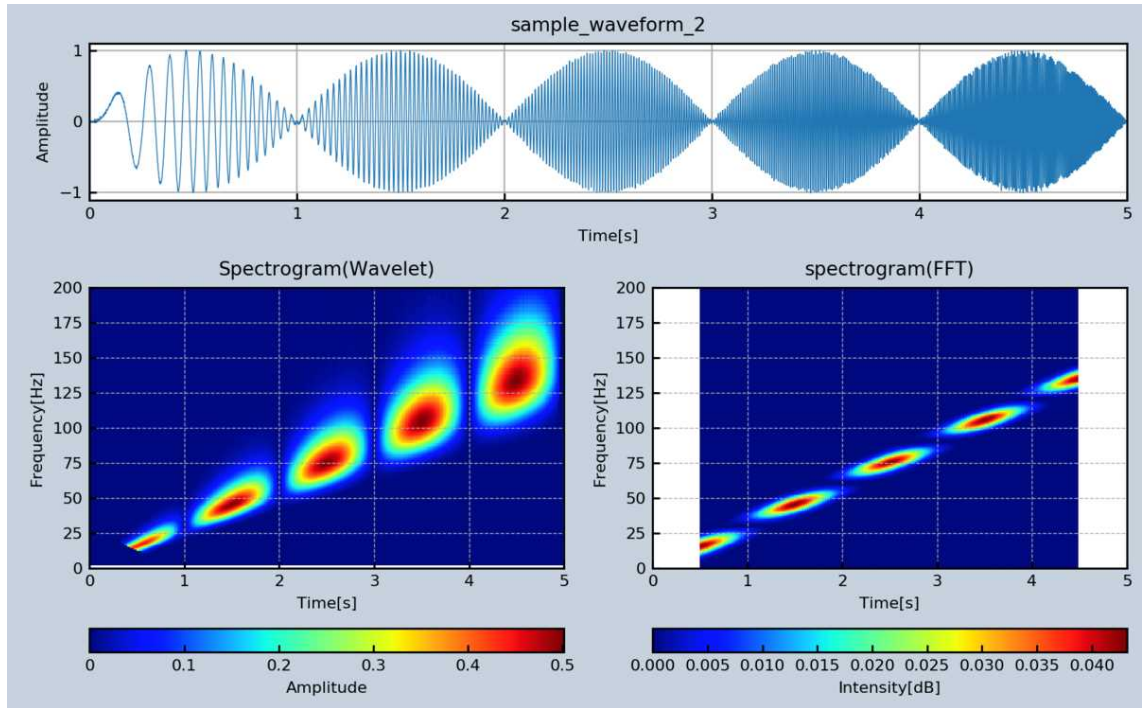 sample_waveform_2
Amplitude
1
0
−1
0 1 2 3 4 5
Time[s]
Spectrogram(Wavelet)
Frequency[Hz]
200
175
150
125
100
75
50
25
0
0 1 2 3 4 5
Time[s]
0 0.1 0.2 0.3 0.4 0.5
Amplitude
spectrogram(FFT)
Frequency[Hz]
200
175
150
125
100
75
50
25
0
0 1 2 3 4 5
Time[s]
0.000 0.005 0.010 0.015 0.020 0.025 0.030 0.035 0.040
Intensity[dB]